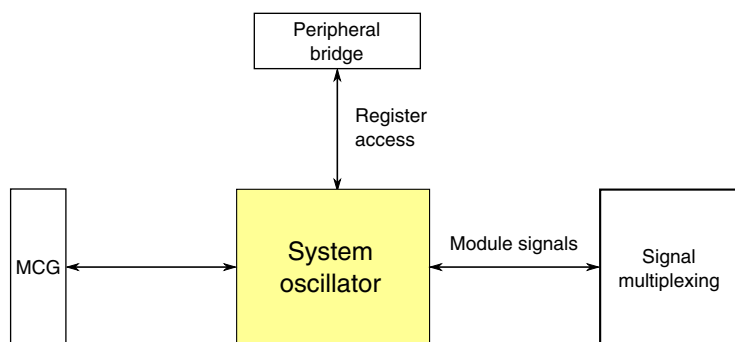 Peripheral
bridge
Register
access
MCG
System
oscillator
Module signals
Signal
multiplexing